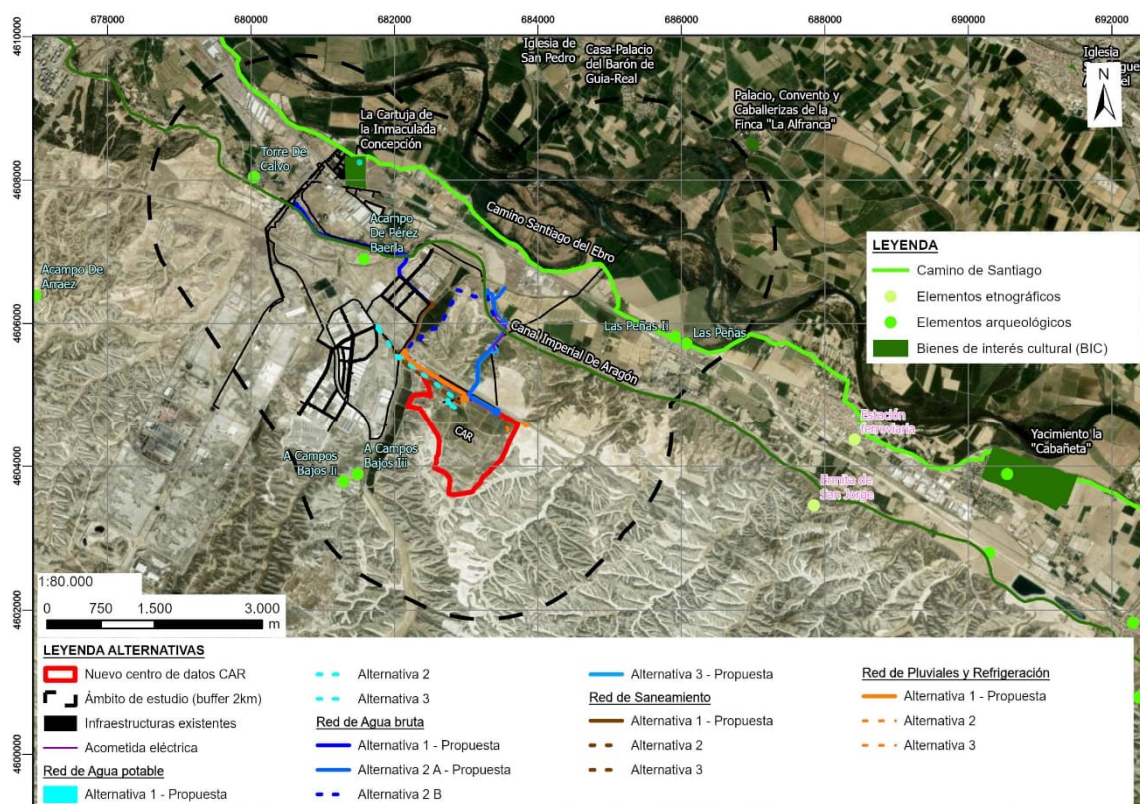 678000
680000
682000
684000
686000
688000
690000
692000
4610000
4608000
4606000
4604000
4602000
4600000
Iglesia de
San Pedro
Casa-Palacio
del Barón de
Guia-Real
Iglesia
N
Palacio, Convento y
Caballerizas de la
Finca "La Alfranca"
La Cartuja de
la Inmaculada
Concepción
Torre De
Calvo
Camino Santiago del Ebro
Acampo
De Pérez
Baerla
Acampo De
Arraez
LEYENDA
Camino de Santiago
Elementos etnográficos
Elementos arqueológicos
Bienes de interés cultural (BIC)
Las Peñas Ii
Las Peñas
Canal Imperial De Aragón
CAR
Estación
ferroviaria
A Campos
Bajos Ii
A Campos
Bajos Iii
Yacimiento la
"Cabañeta"
Ermita de
San Jorge
1:80.000
0 750 1.500 3.000
m
LEYENDA ALTERNATIVAS
Nuevo centro de datos CAR
Ámbito de estudio (buffer 2km)
Infraestructuras existentes
Acometida eléctrica
Red de Agua potable
Alternativa 1 - Propuesta
Alternativa 2
Alternativa 3
Red de Agua bruta
Alternativa 1 - Propuesta
Alternativa 2 A - Propuesta
Alternativa 2 B
Alternativa 3 - Propuesta
Red de Saneamiento
Alternativa 1 - Propuesta
Alternativa 2
Alternativa 3
Red de Pluviales y Refrigeración
Alternativa 1 - Propuesta
Alternativa 2
Alternativa 3